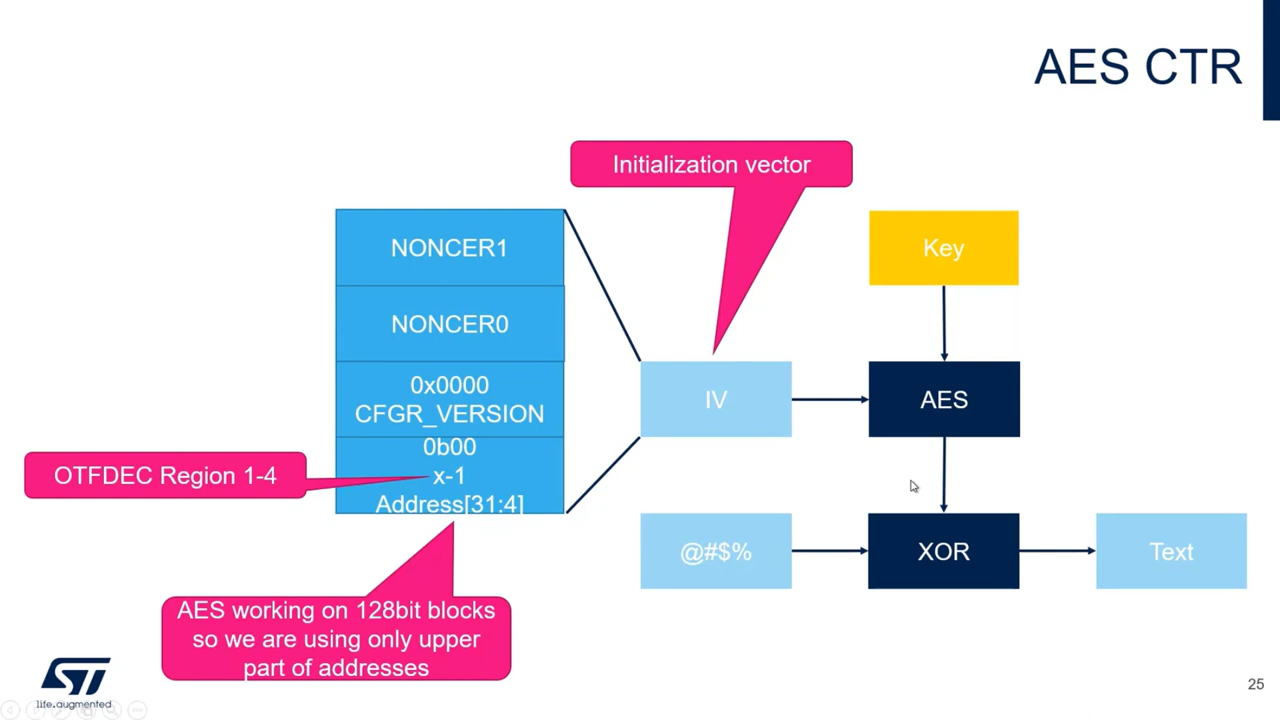 AES CTR
Initialization vector
NONCER1
Key
NONCER0
0x0000
CFGR_VERSION
IV
AES
0b00
x-1
Address[31:4]
OTFDEC Region 1-4
@#$%
XOR
Text
AES working on 128bit blocks
so we are using only upper
part of addresses
ST
life.augmented
25